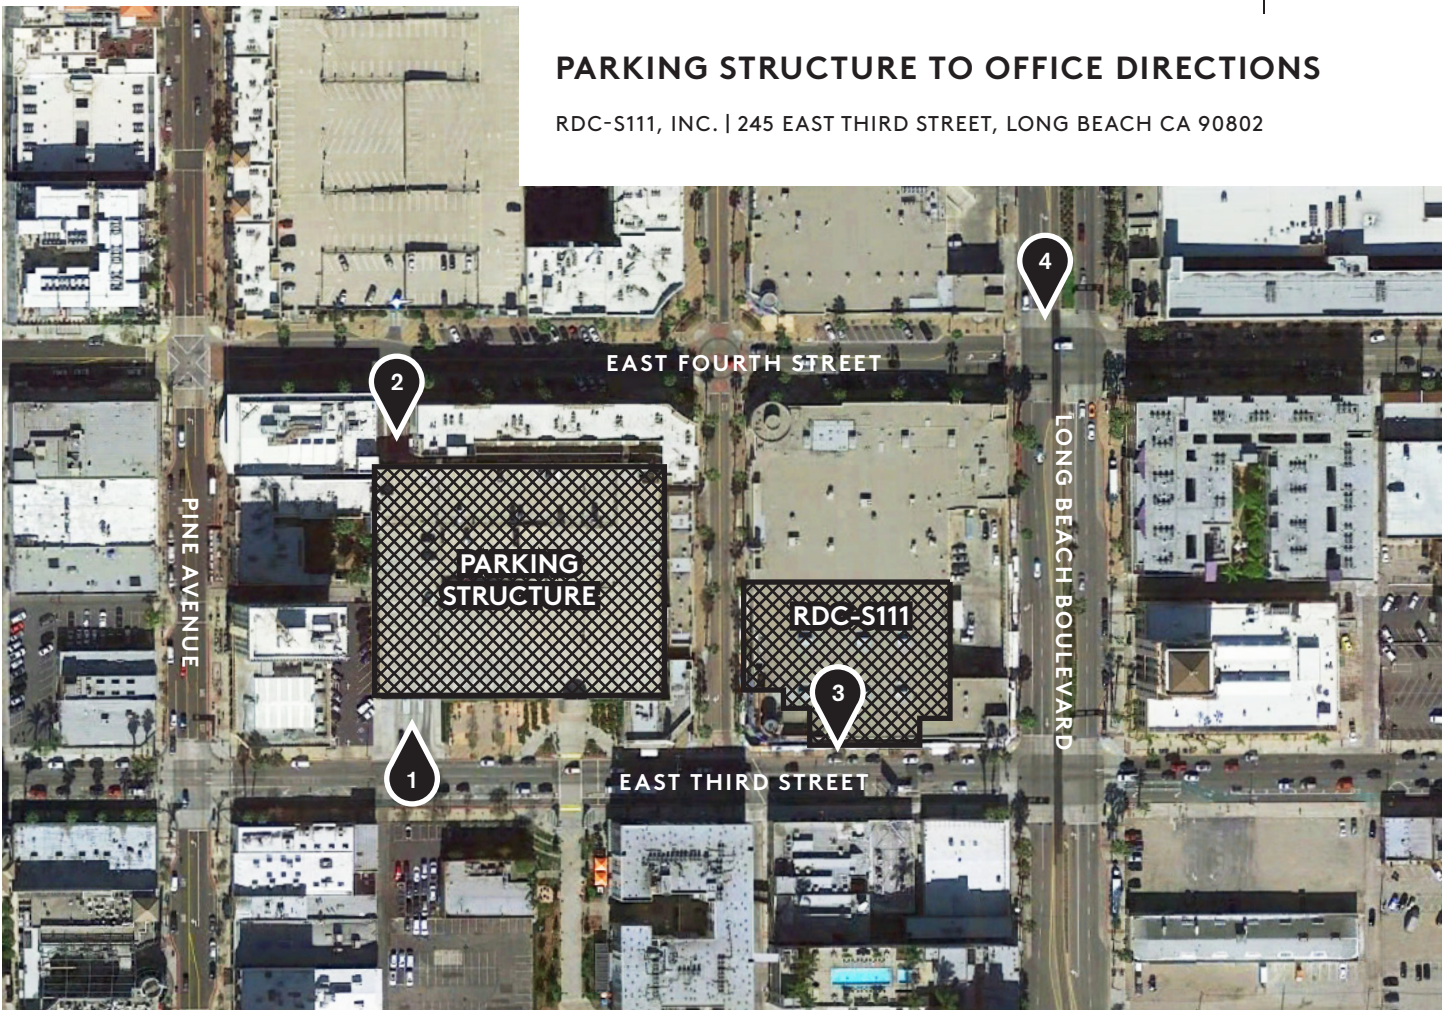 PARKING STRUCTURE TO OFFICE DIRECTIONS
RDC-S111, INC. | 245 EAST THIRD STREET, LONG BEACH CA 90802
4
EAST FOURTH STREET
2
PINE AVENUE
LONG BEACH BOULEVARD
PARKING
STRUCTURE
RDC-S111
3
1
EAST THIRD STREET